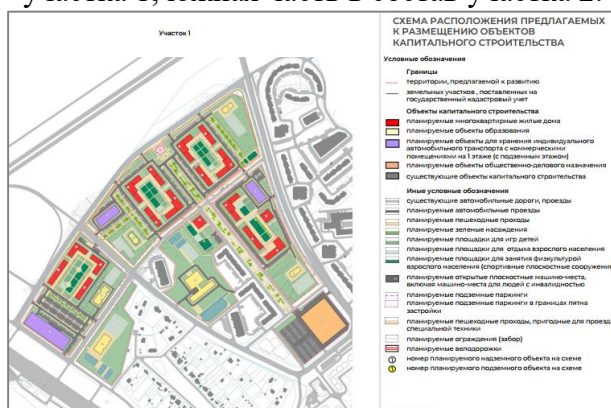 участка 1, южная часть в состав участка 2.
Участок 1
СХЕМА РАСПОЛОЖЕНИЯ ПРЕДЛАГАЕМЫХ
К РАЗМЕЩЕНИЮ ОБЪЕКТОВ
КАПИТАЛЬНОГО СТРОИТЕЛЬСТВА
Условные обозначения
Границы
территории, предлагаемой к развитию
земельных участков, поставленных на
государственный кадастровый учет
Объекты капитального строительства
планируемые многоквартирные жилые дома
планируемые объекты образования
планируемые объекты для хранения индивидуального
автомобильного транспорта с коммерческими
помещениями на 1 этаже (с подземным этажом)
планируемые объекты общественно-делового назначения
существующие объекты капитального строительства
Иные условные обозначения
существующие автомобильные дороги, проезды
планируемые автомобильные проезды
планируемые пешеходные проходы
планируемые зеленые насаждения
планируемые площадки для игр детей
планируемые площадки для отдыха взрослого населения
планируемые площадки для занятия физкультурой
взрослого населения (спортивные плоскостные сооружения
планируемые открытые плоскостные машино-места,
включая машино-места для людей с инвалидностью
планируемые подземные паркинги
планируемые подземные паркинги в границах пятна
застройки
планируемые пешеходные проходы, пригодные для проезда
специальной техники
планируемые ограждения (забор)
планируемые велодорожки
номер планируемого надземного объекта на схеме
номер планируемого подземного объекта на схеме